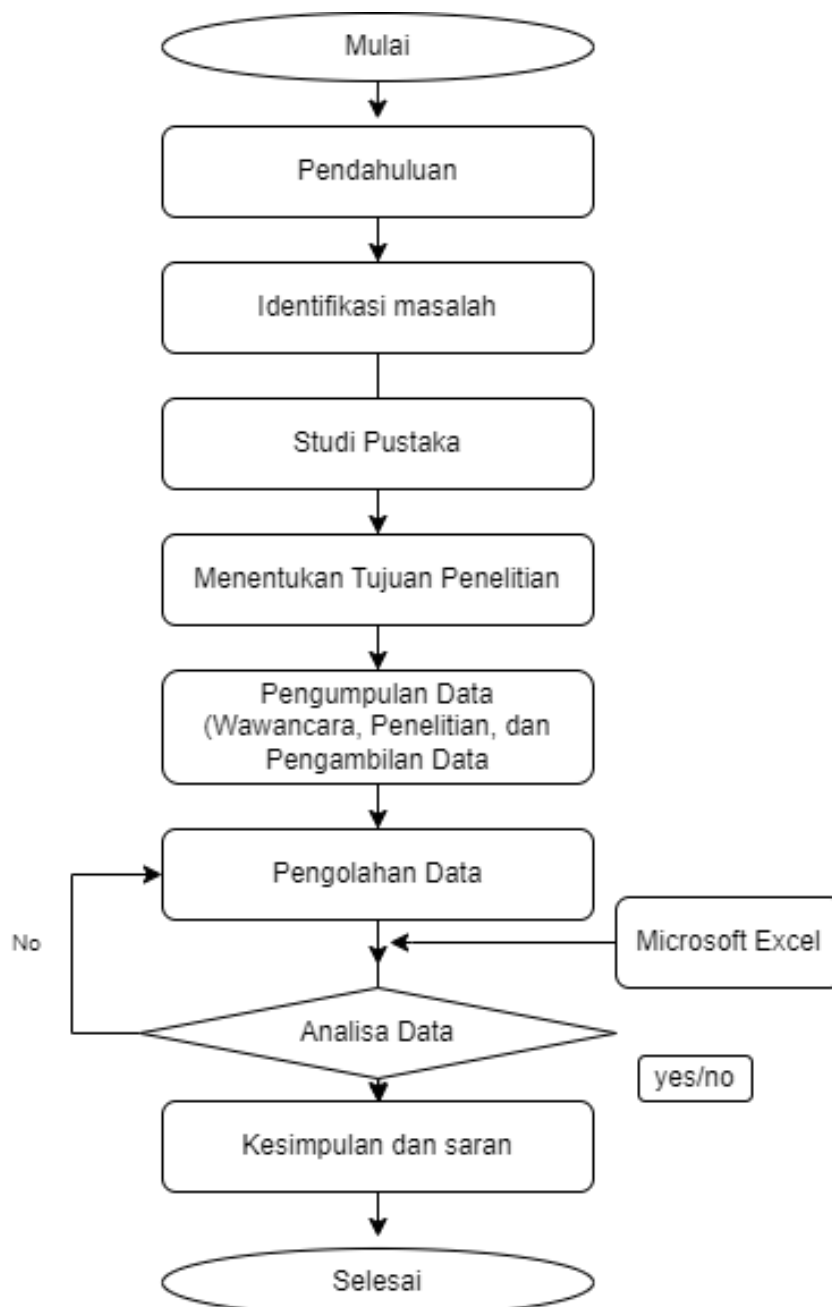 Mulai
Pendahuluan
Identifikasi masalah
Studi Pustaka
Menentukan Tujuan Penelitian
Pengumpulan Data
(Wawancara, Penelitian, dan
Pengambilan Data
Pengolahan Data
No
Microsoft Excel
Analisa Data
yes/no
Kesimpulan dan saran
Selesai